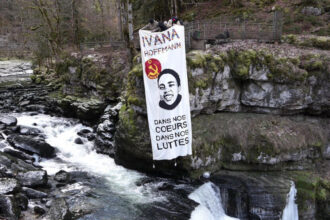 IVANA
HOFFMANN
DANS NOS
COEURS
DANS NOS
LUTTES